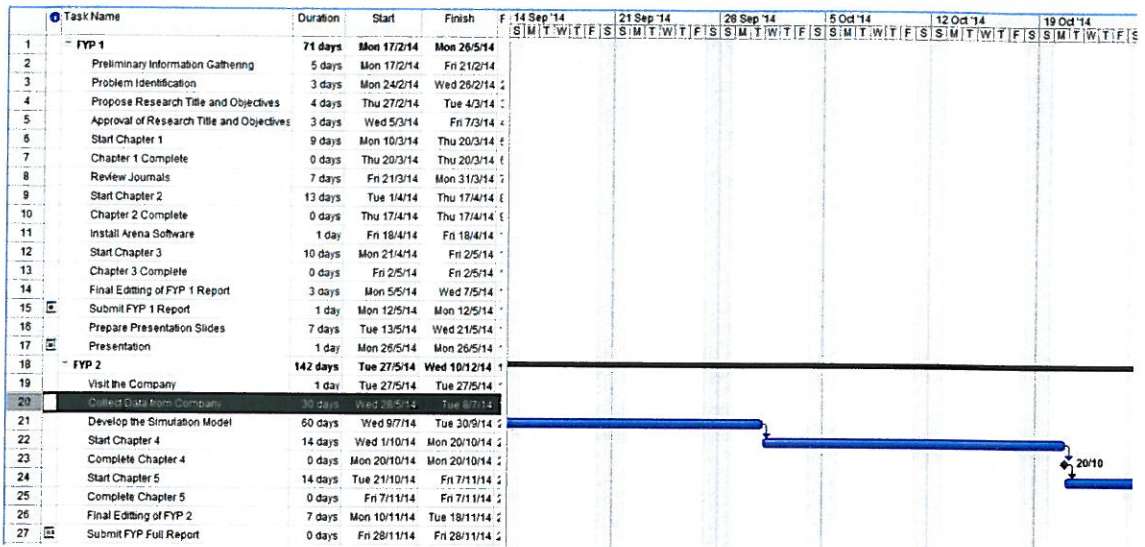 Task Name Duration Start Finish F 14 Sep '14 21 Sep '14 28 Sep '14 5 Oct '14 12 Oct '14 19 Oct '14
S M T W T F S S M T W T F S S M T W T F S S M T W T F S S M T W T F S S M T W T F S
1 − FYP 1 71 days Mon 17/2/14 Mon 26/5/14
2 Preliminary Information Gathering 5 days Mon 17/2/14 Fri 21/2/14
3 Problem Identification 3 days Mon 24/2/14 Wed 26/2/14 2
4 Propose Research Title and Objectives 4 days Thu 27/2/14 Tue 4/3/14
5 Approval of Research Title and Objectives 3 days Wed 5/3/14 Fri 7/3/14
6 Start Chapter 1 9 days Mon 10/3/14 Thu 20/3/14
7 Chapter 1 Complete 0 days Thu 20/3/14 Thu 20/3/14
8 Review Journals 7 days Fri 21/3/14 Mon 31/3/14
9 Start Chapter 2 13 days Tue 1/4/14 Thu 17/4/14
10 Chapter 2 Complete 0 days Thu 17/4/14 Thu 17/4/14
11 Install Arena Software 1 day Fri 18/4/14 Fri 18/4/14
12 Start Chapter 3 10 days Mon 21/4/14 Fri 2/5/14
13 Chapter 3 Complete 0 days Fri 2/5/14 Fri 2/5/14
14 Final Editting of FYP 1 Report 3 days Mon 5/5/14 Wed 7/5/14
15 Submit FYP 1 Report 1 day Mon 12/5/14 Mon 12/5/14
16 Prepare Presentation Slides 7 days Tue 13/5/14 Wed 21/5/14
17 Presentation 1 day Mon 26/5/14 Mon 26/5/14
18 − FYP 2 142 days Tue 27/5/14 Wed 10/12/14 1
19 Visit the Company 1 day Tue 27/5/14 Tue 27/5/14
20 Collect Data from Company 30 days Wed 28/5/14 Tue 8/7/14
21 Develop the Simulation Model 60 days Wed 9/7/14 Tue 30/9/14 2
22 Start Chapter 4 14 days Wed 1/10/14 Mon 20/10/14 2
23 Complete Chapter 4 0 days Mon 20/10/14 Mon 20/10/14 2 20/10
24 Start Chapter 5 14 days Tue 21/10/14 Fri 7/11/14 2
25 Complete Chapter 5 0 days Fri 7/11/14 Fri 7/11/14 2
26 Final Editting of FYP 2 7 days Mon 10/11/14 Tue 18/11/14 2
27 Submit FYP Full Report 0 days Fri 28/11/14 Fri 28/11/14 2